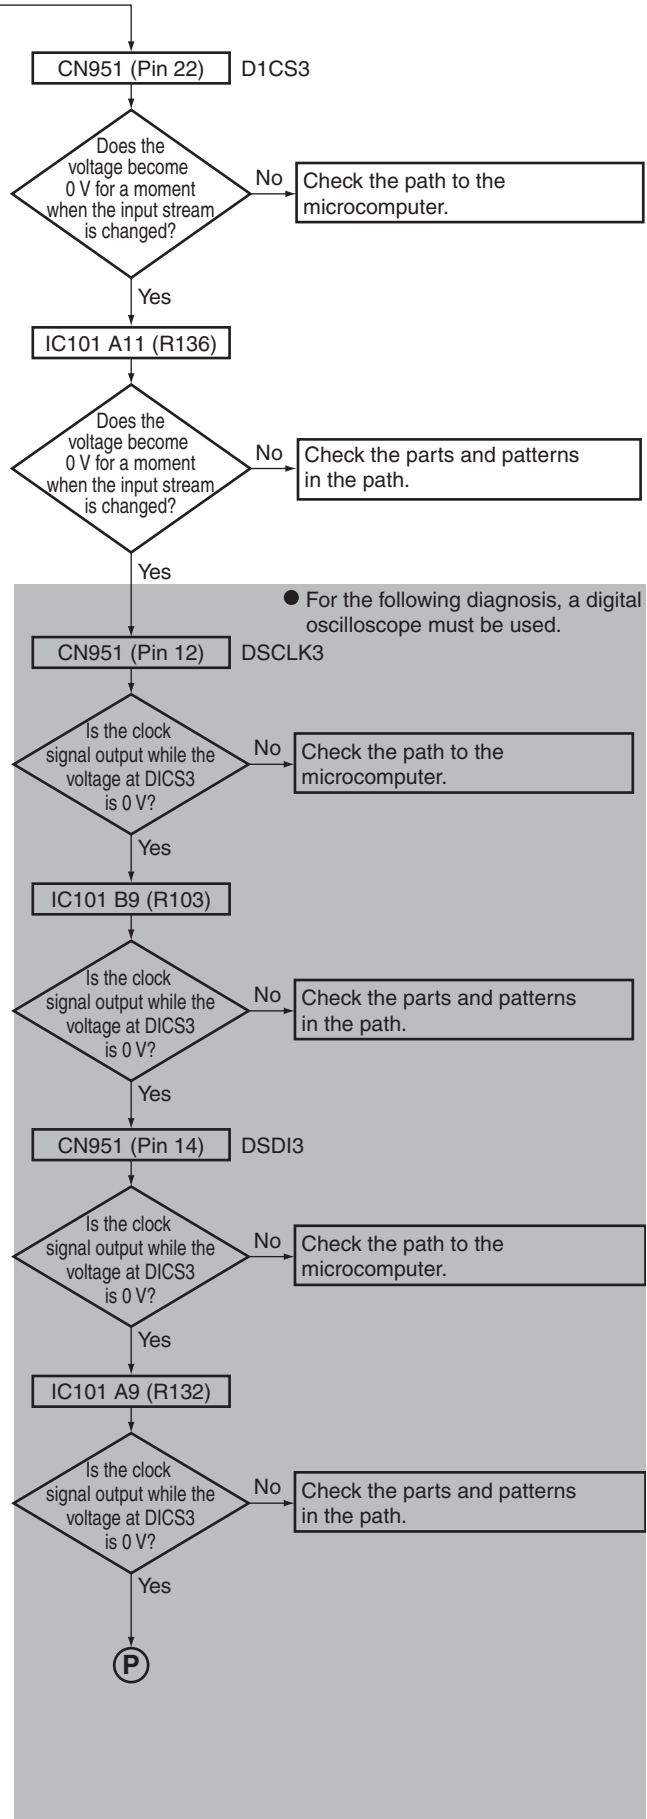 CN951 (Pin 22) D1CS3
Does the
voltage become
0 V for a moment
when the input stream
is changed?
No
Check the path to the
microcomputer.
Yes
IC101 A11 (R136)
Does the
voltage become
0 V for a moment
when the input stream
is changed?
No
Check the parts and patterns
in the path.
Yes
● For the following diagnosis, a digital
oscilloscope must be used.
CN951 (Pin 12) DSCLK3
Is the clock
signal output while the
voltage at DICS3
is 0 V?
No
Check the path to the
microcomputer.
Yes
IC101 B9 (R103)
Is the clock
signal output while the
voltage at DICS3
is 0 V?
No
Check the parts and patterns
in the path.
Yes
CN951 (Pin 14) DSDI3
Is the clock
signal output while the
voltage at DICS3
is 0 V?
No
Check the path to the
microcomputer.
Yes
IC101 A9 (R132)
Is the clock
signal output while the
voltage at DICS3
is 0 V?
No
Check the parts and patterns
in the path.
Yes
P